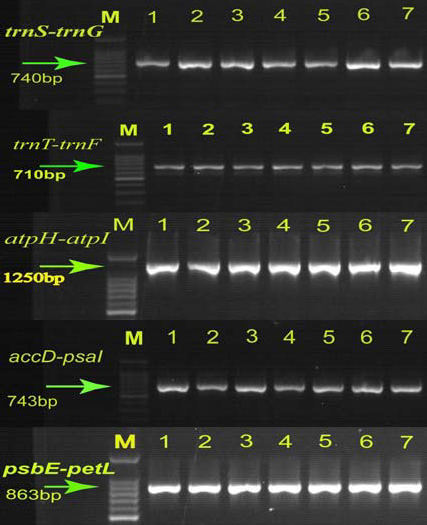 M 1 2 3 4 5 6 7
trnS-trnG
740bp
M 1 2 3 4 5 6 7
trnT-trnF
710bp
M 1 2 3 4 5 6 7
atpH-atpI
1250bp
M 1 2 3 4 5 6 7
accD-psaI
743bp
M 1 2 3 4 5 6 7
psbE-petL
863bp